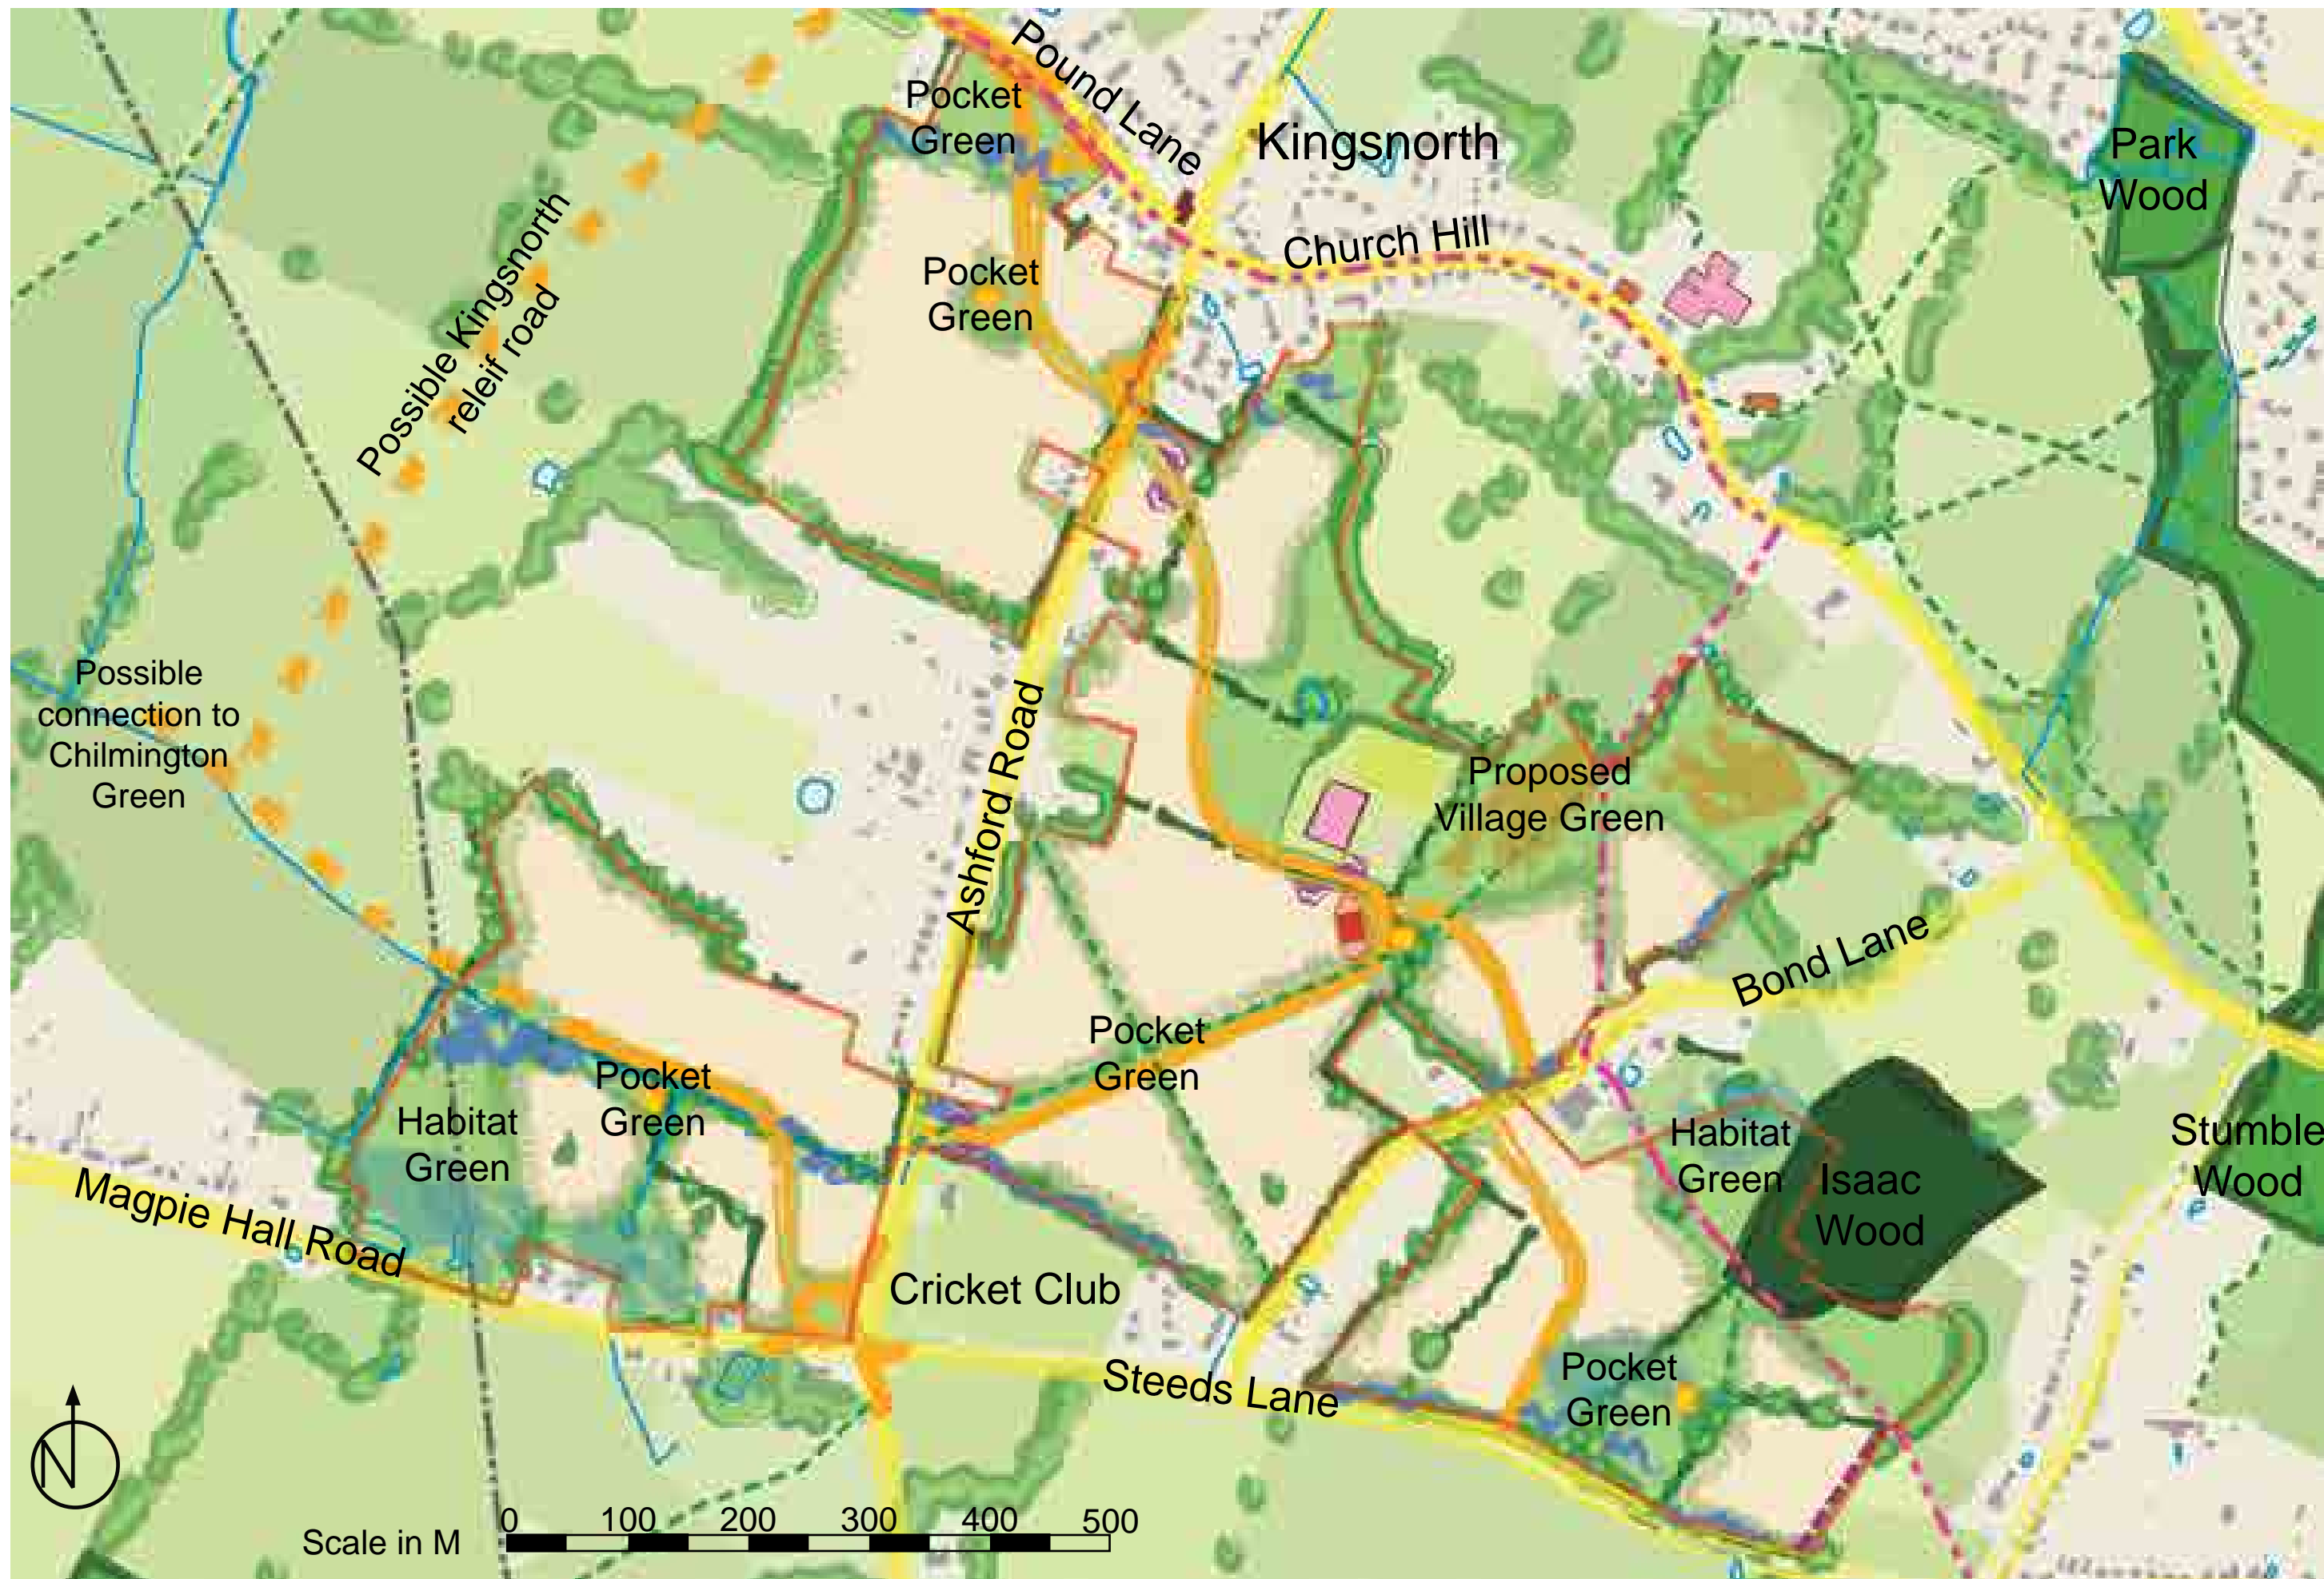 Pound Lane
Pocket
Green
Kingsnorth
Park
Wood
Church Hill
Pocket
Green
Possible Kingsnorth
releif road
Possible
connection to
Chilmington
Green
Ashford Road
Proposed
Village Green
Bond Lane
Pocket
Green
Pocket
Green
Habitat
Green
Habitat
Green
Isaac
Wood
Stumble
Wood
Magpie Hall Road
Cricket Club
Steeds Lane
Pocket
Green
N
Scale in M
0 100 200 300 400 500